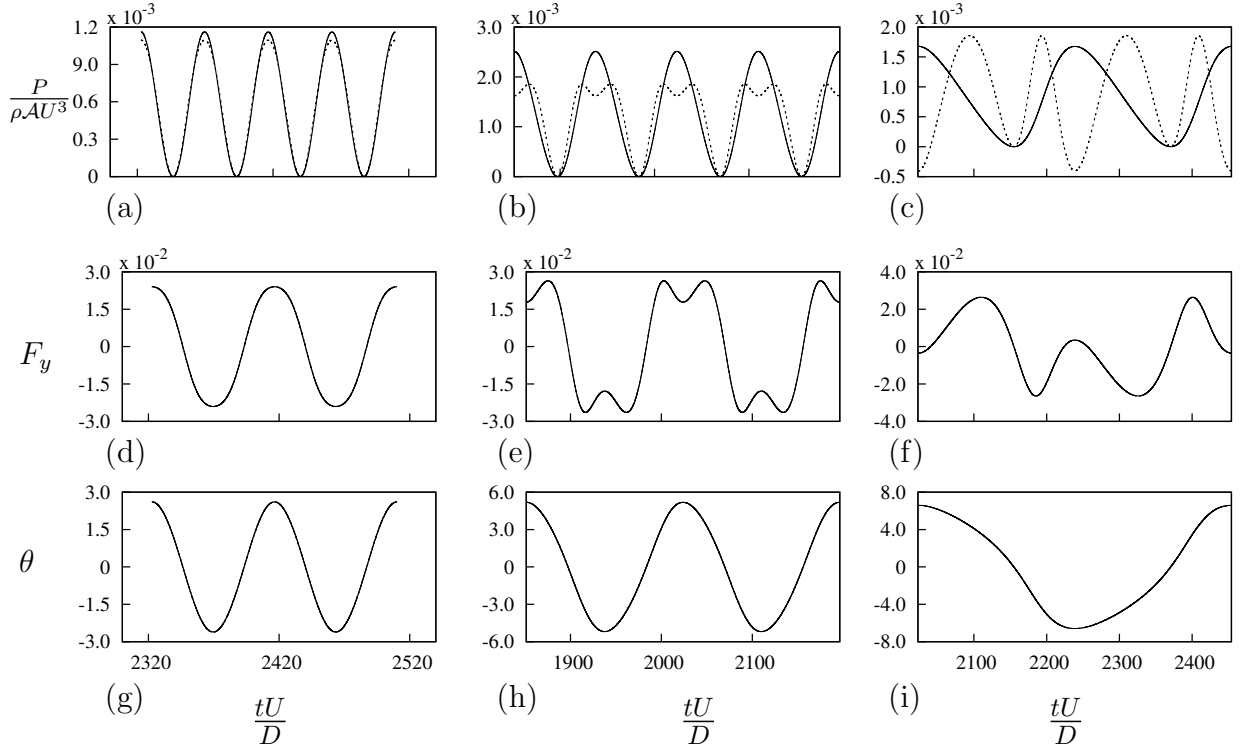 x 10-3
1.2
9.0
0.6
0.3
0
P
ρAU3
(a)
x 10-3
3.0
2.0
1.0
0
(b)
x 10-3
2.0
1.5
1.0
0.5
0
-0.5
(c)
x 10-2
3.0
1.5
0
-1.5
-3.0
Fy
(d)
x 10-2
3.0
1.5
0
-1.5
-3.0
(e)
x 10-2
4.0
2.0
0
-2.0
-4.0
(f)
3.0
1.5
0
-1.5
-3.0
θ
2320 2420 2520
(g)
tU
D
6.0
3.0
0
-3.0
-6.0
1900 2000 2100
(h)
tU
D
8.0
4.0
0
-4.0
-8.0
2100 2200 2300 2400
(i)
tU
D